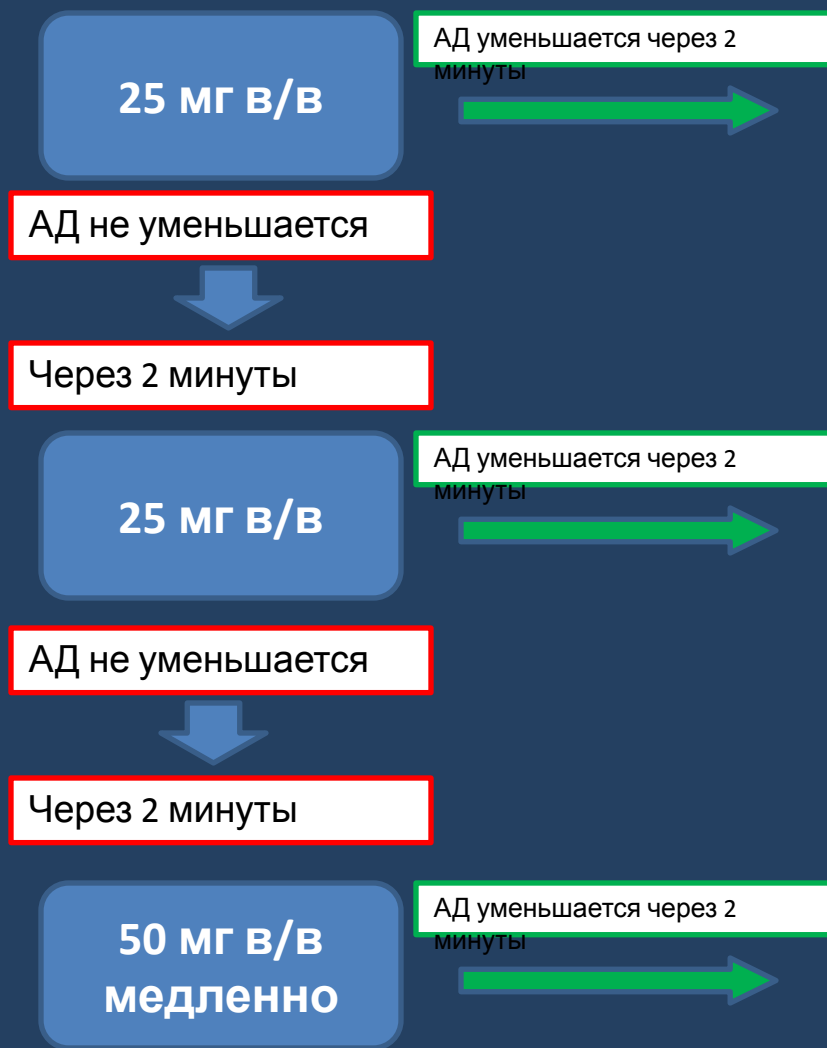 25 мг в/в
АД уменьшается через 2
минуты
АД не уменьшается
Через 2 минуты
25 мг в/в
АД уменьшается через 2
минуты
АД не уменьшается
Через 2 минуты
50 мг в/в
медленно
АД уменьшается через 2
минуты